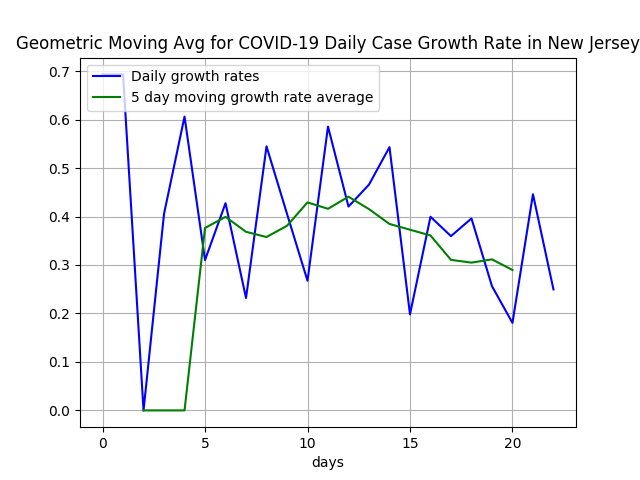 Geometric Moving Avg for COVID-19 Daily Case Growth Rate in New Jersey
Daily growth rates
5 day moving growth rate average
0.7
0.6
0.5
0.4
0.3
0.2
0.1
0.0
0 5 10 15 20
days